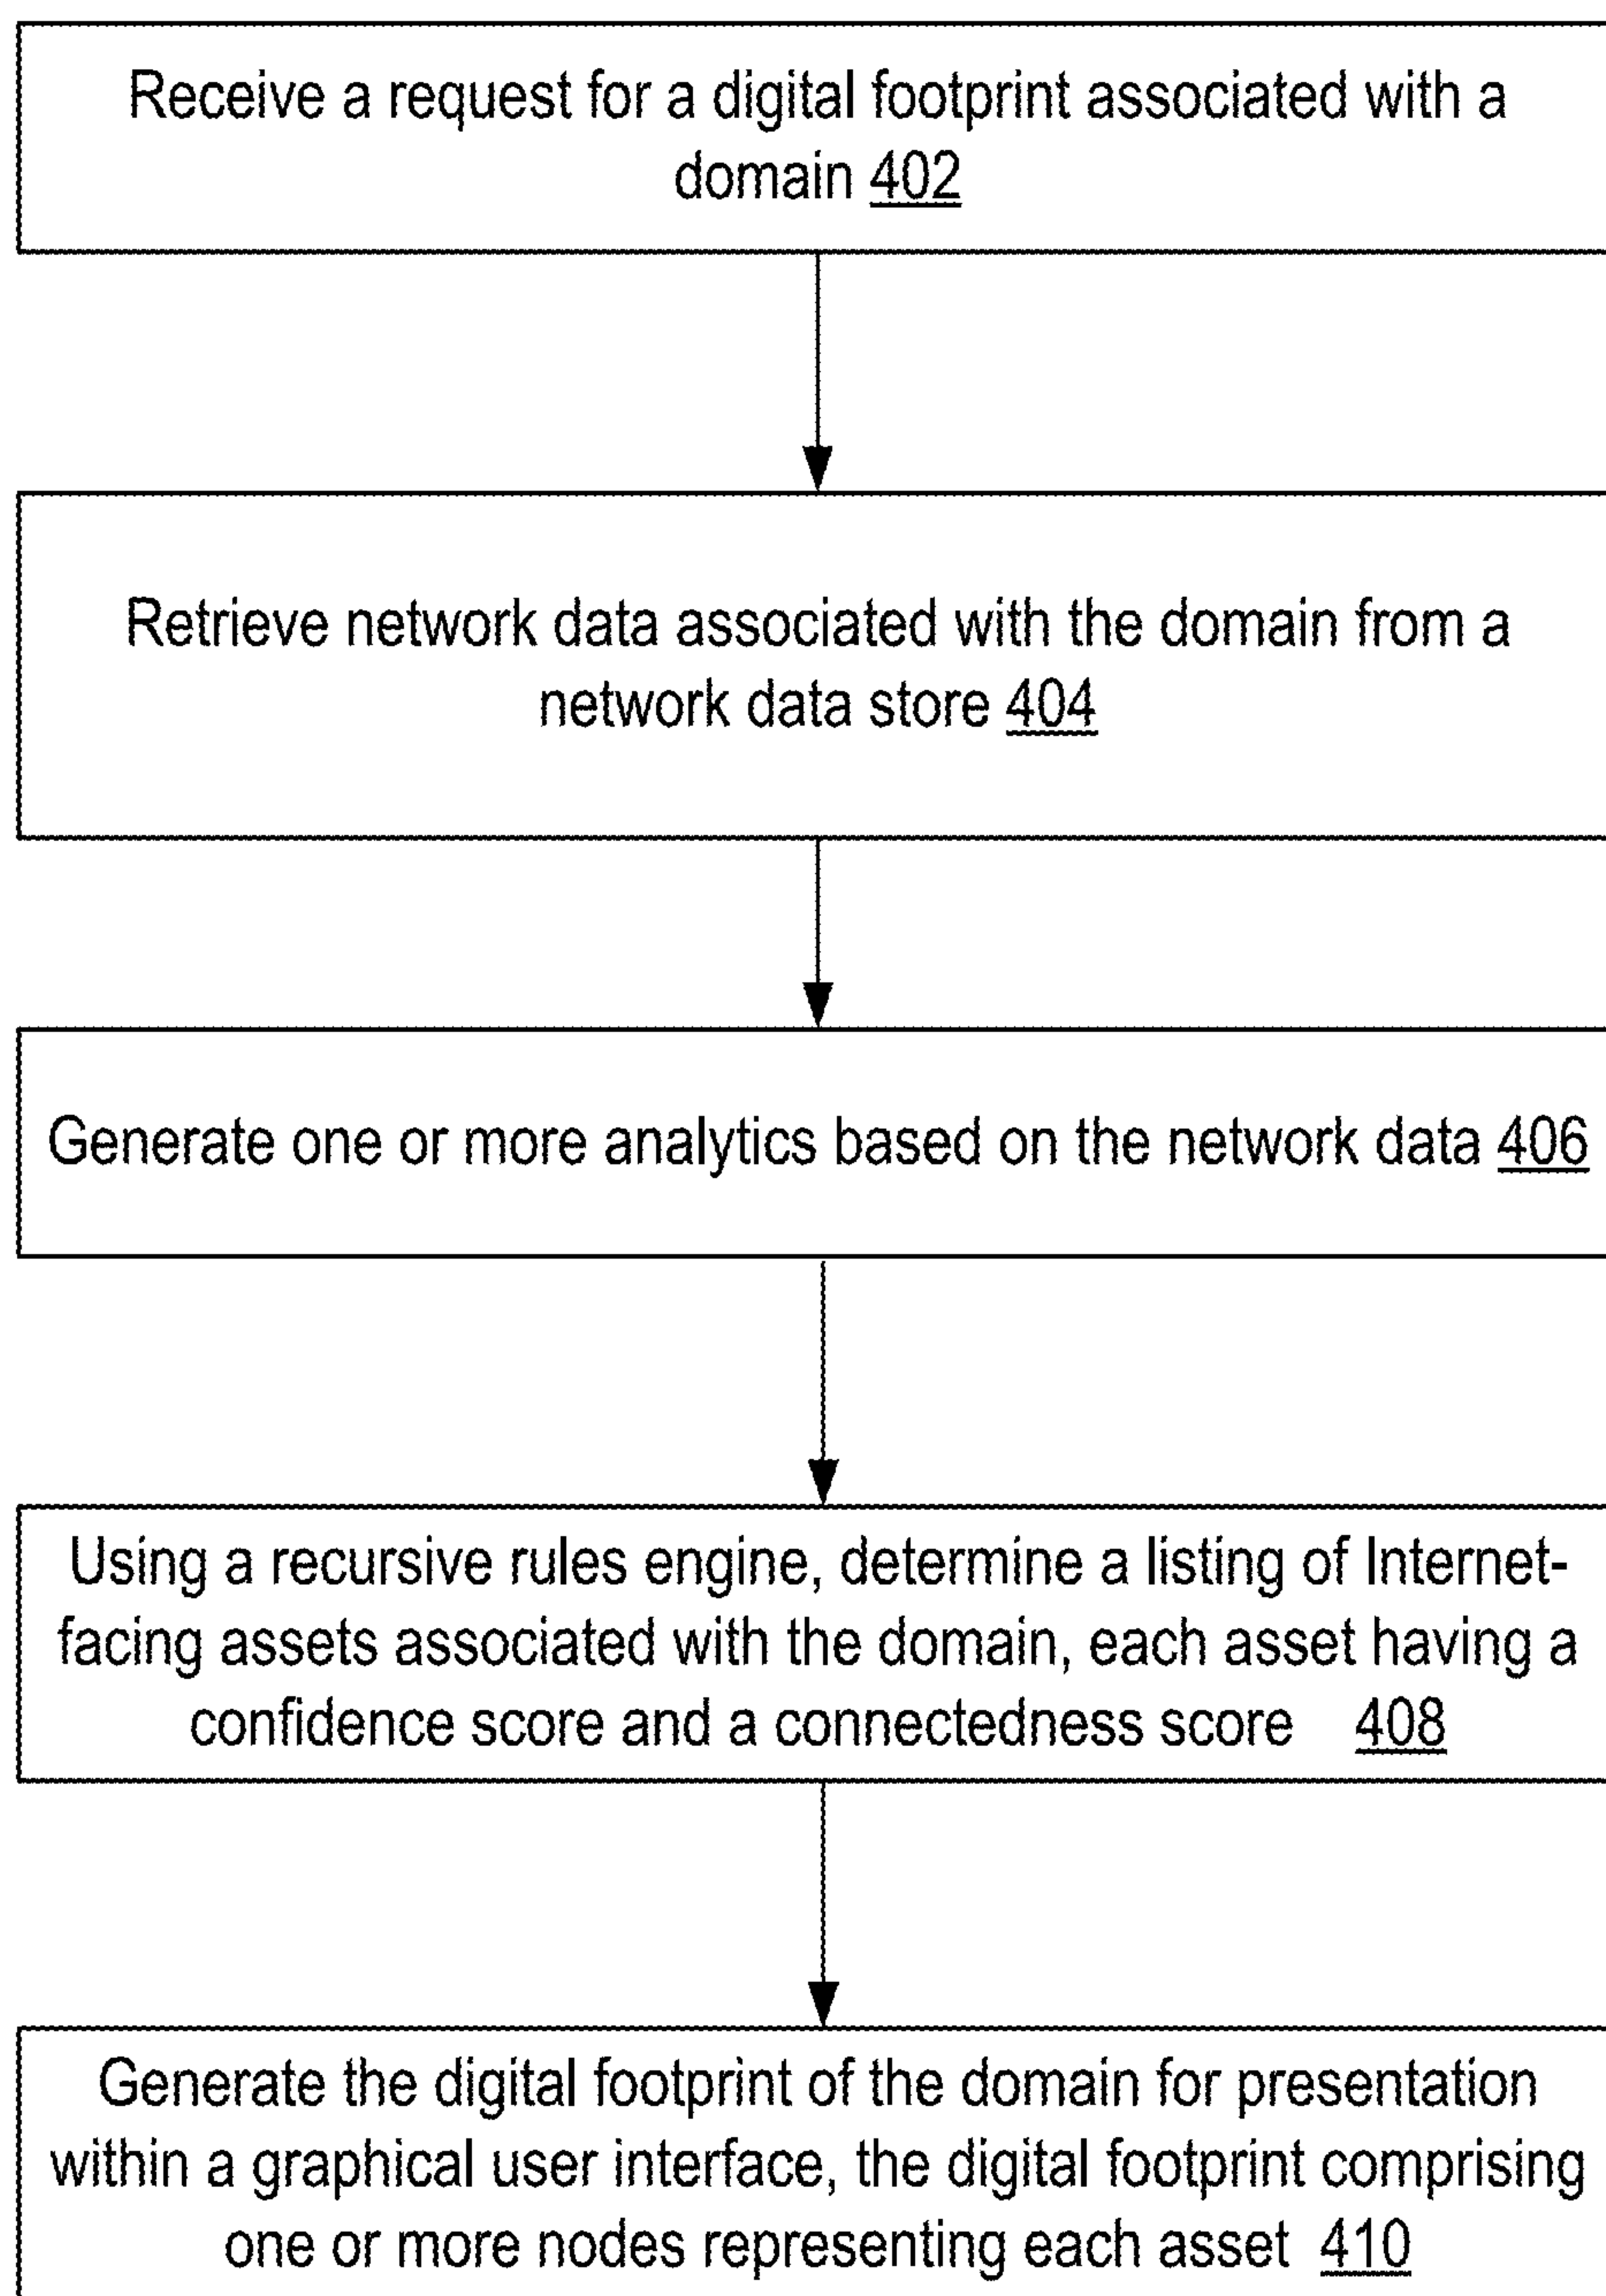 Receive a request for a digital footprint associated with a
domain 402
Retrieve network data associated with the domain from a
network data store 404
Generate one or more analytics based on the network data 406
Using a recursive rules engine, determine a listing of Internet-
facing assets associated with the domain, each asset having a
confidence score and a connectedness score 408
Generate the digital footprint of the domain for presentation
within a graphical user interface, the digital footprint comprising
one or more nodes representing each asset 410